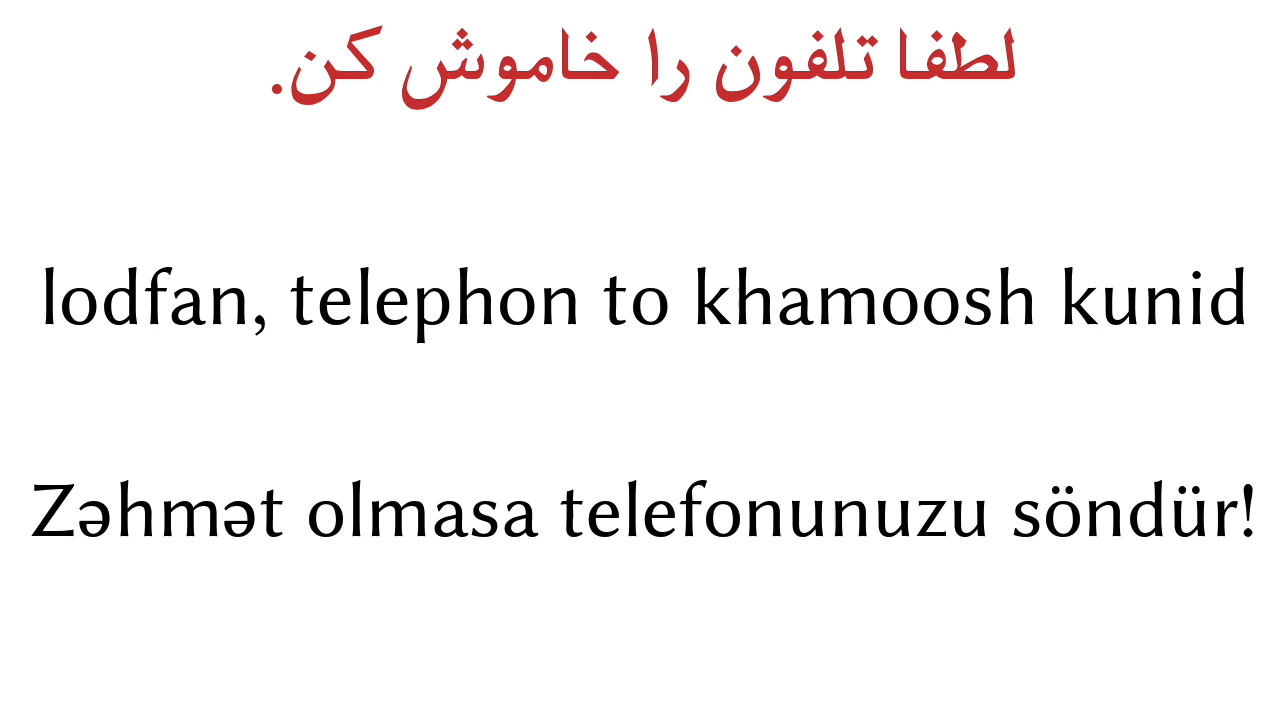 لطفا تلفون را خاموش کن.
lodfan, telephon to khamoosh kunid
Zəhmət olmasa telefonunuzu söndür!